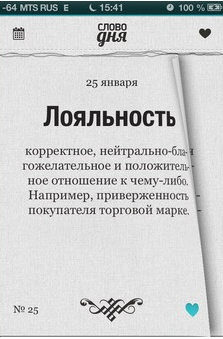 -64 MTS RUS E 15:41 100 %
СЛОВО
дня
25 января
Лояльность
корректное, нейтрально-бла-
гожелательное и положитель-
ное отношение к чему-либо.
Например, приверженность
покупателя торговой марке.
№ 25